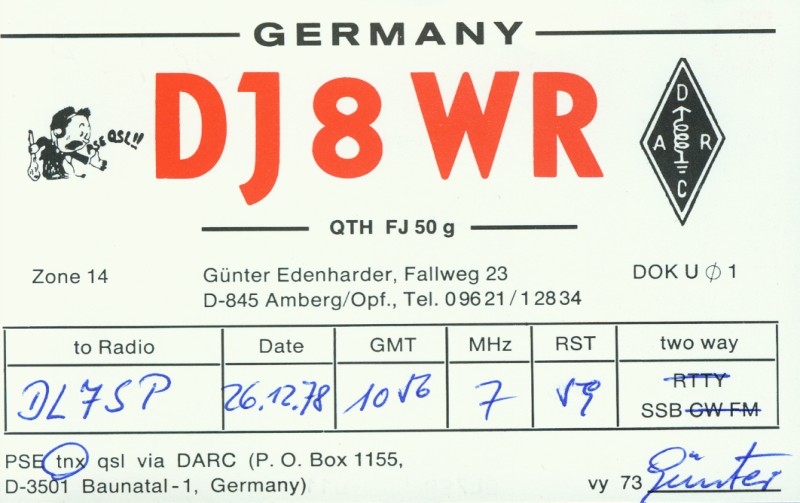 GERMANY
DJ8WR
PSE QSL!!
D
A R
C
QTH FJ 50 g
Zone 14
Günter Edenharder, Fallweg 23
DOK U Ø 1
D-845 Amberg/Opf., Tel. 09621/12834
to Radio Date GMT MHz RST two way
RTTY
DL7SP 26.12.78 1056 7 59 SSB CW FM
PSE tnx qsl via DARC (P. O. Box 1155,
D-3501 Baunatal-1, Germany)
vy 73 Günter